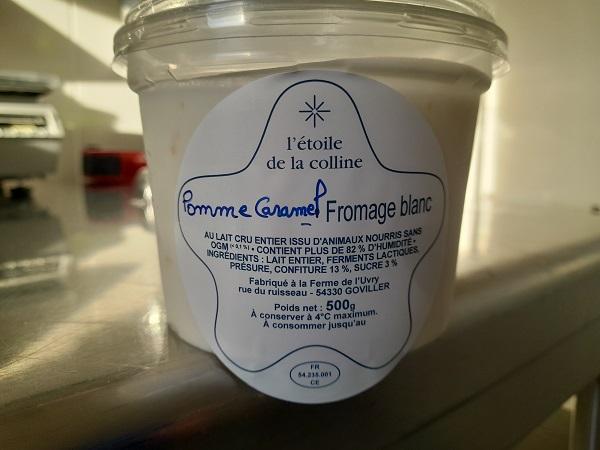 l'étoile
de la colline
Pomme Caramel Fromage blanc
AU LAIT CRU ENTIER ISSU D'ANIMAUX NOURRIS SANS
OGM (< 0,1 %) • CONTIENT PLUS DE 82 % D'HUMIDITÉ •
INGRÉDIENTS : LAIT ENTIER, FERMENTS LACTIQUES,
PRÉSURE, CONFITURE 13 %, SUCRE 3 %
Fabriqué à la Ferme de l'Uvry
rue du ruisseau - 54330 GOVILLER
Poids net : 500g
À conserver à 4°C maximum.
À consommer jusqu'au
FR
54.235.001
CE